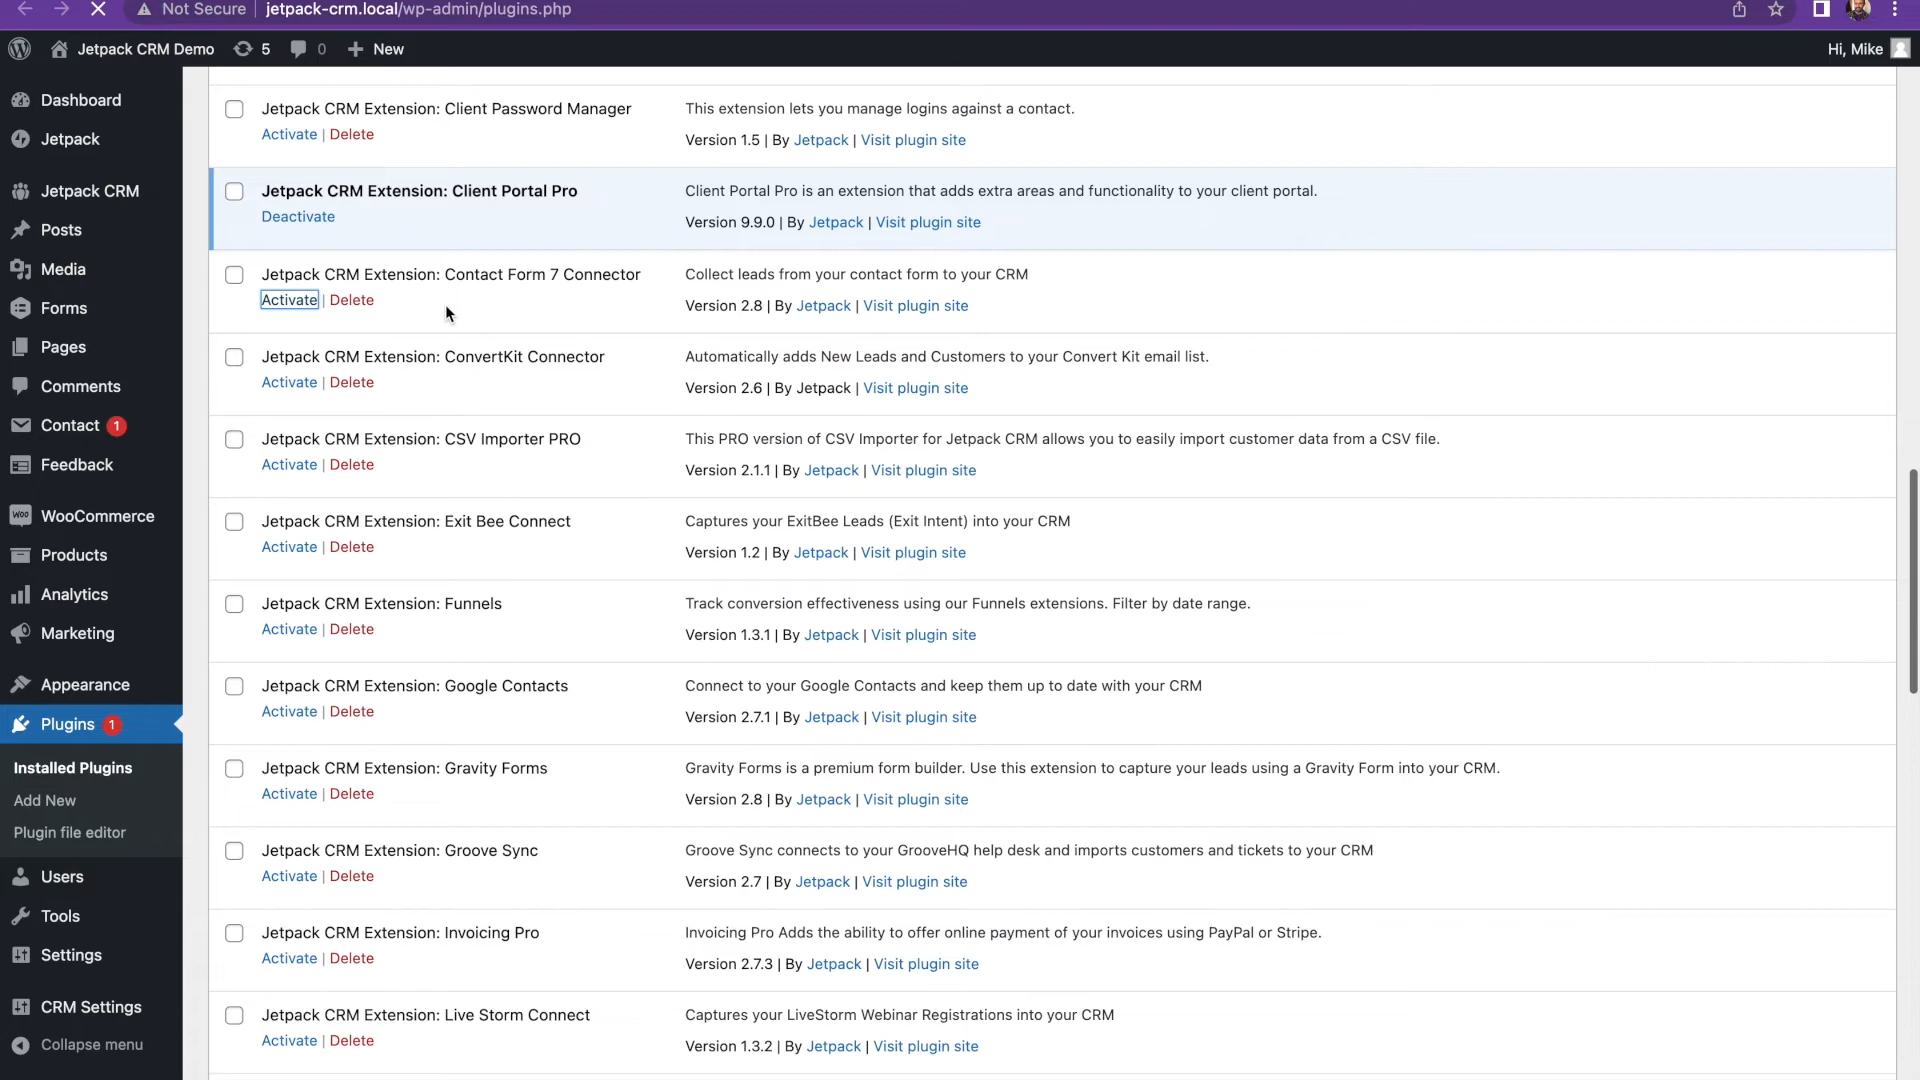 Not Secure jetpack-crm.local/wp-admin/plugins.php
Jetpack CRM Demo 5 0 New Hi, Mike
Dashboard
Jetpack
Jetpack CRM
Posts
Media
Forms
Pages
Comments
Contact 1
Feedback
WOO WooCommerce
Products
Analytics
Marketing
Appearance
Plugins 1
Installed Plugins
Add New
Plugin file editor
Users
Tools
Settings
CRM Settings
Collapse menu
Jetpack CRM Extension: Client Password Manager
Activate | Delete
This extension lets you manage logins against a contact.
Version 1.5 | By Jetpack | Visit plugin site
Jetpack CRM Extension: Client Portal Pro
Deactivate
Client Portal Pro is an extension that adds extra areas and functionality to your client portal.
Version 9.9.0 | By Jetpack | Visit plugin site
Jetpack CRM Extension: Contact Form 7 Connector
Activate | Delete
Collect leads from your contact form to your CRM
Version 2.8 | By Jetpack | Visit plugin site
Jetpack CRM Extension: ConvertKit Connector
Activate | Delete
Automatically adds New Leads and Customers to your Convert Kit email list.
Version 2.6 | By Jetpack | Visit plugin site
Jetpack CRM Extension: CSV Importer PRO
Activate | Delete
This PRO version of CSV Importer for Jetpack CRM allows you to easily import customer data from a CSV file.
Version 2.1.1 | By Jetpack | Visit plugin site
Jetpack CRM Extension: Exit Bee Connect
Activate | Delete
Captures your ExitBee Leads (Exit Intent) into your CRM
Version 1.2 | By Jetpack | Visit plugin site
Jetpack CRM Extension: Funnels
Activate | Delete
Track conversion effectiveness using our Funnels extensions. Filter by date range.
Version 1.3.1 | By Jetpack | Visit plugin site
Jetpack CRM Extension: Google Contacts
Activate | Delete
Connect to your Google Contacts and keep them up to date with your CRM
Version 2.7.1 | By Jetpack | Visit plugin site
Jetpack CRM Extension: Gravity Forms
Activate | Delete
Gravity Forms is a premium form builder. Use this extension to capture your leads using a Gravity Form into your CRM.
Version 2.8 | By Jetpack | Visit plugin site
Jetpack CRM Extension: Groove Sync
Activate | Delete
Groove Sync connects to your GrooveHQ help desk and imports customers and tickets to your CRM
Version 2.7 | By Jetpack | Visit plugin site
Jetpack CRM Extension: Invoicing Pro
Activate | Delete
Invoicing Pro Adds the ability to offer online payment of your invoices using PayPal or Stripe.
Version 2.7.3 | By Jetpack | Visit plugin site
Jetpack CRM Extension: Live Storm Connect
Activate | Delete
Captures your LiveStorm Webinar Registrations into your CRM
Version 1.3.2 | By Jetpack | Visit plugin site